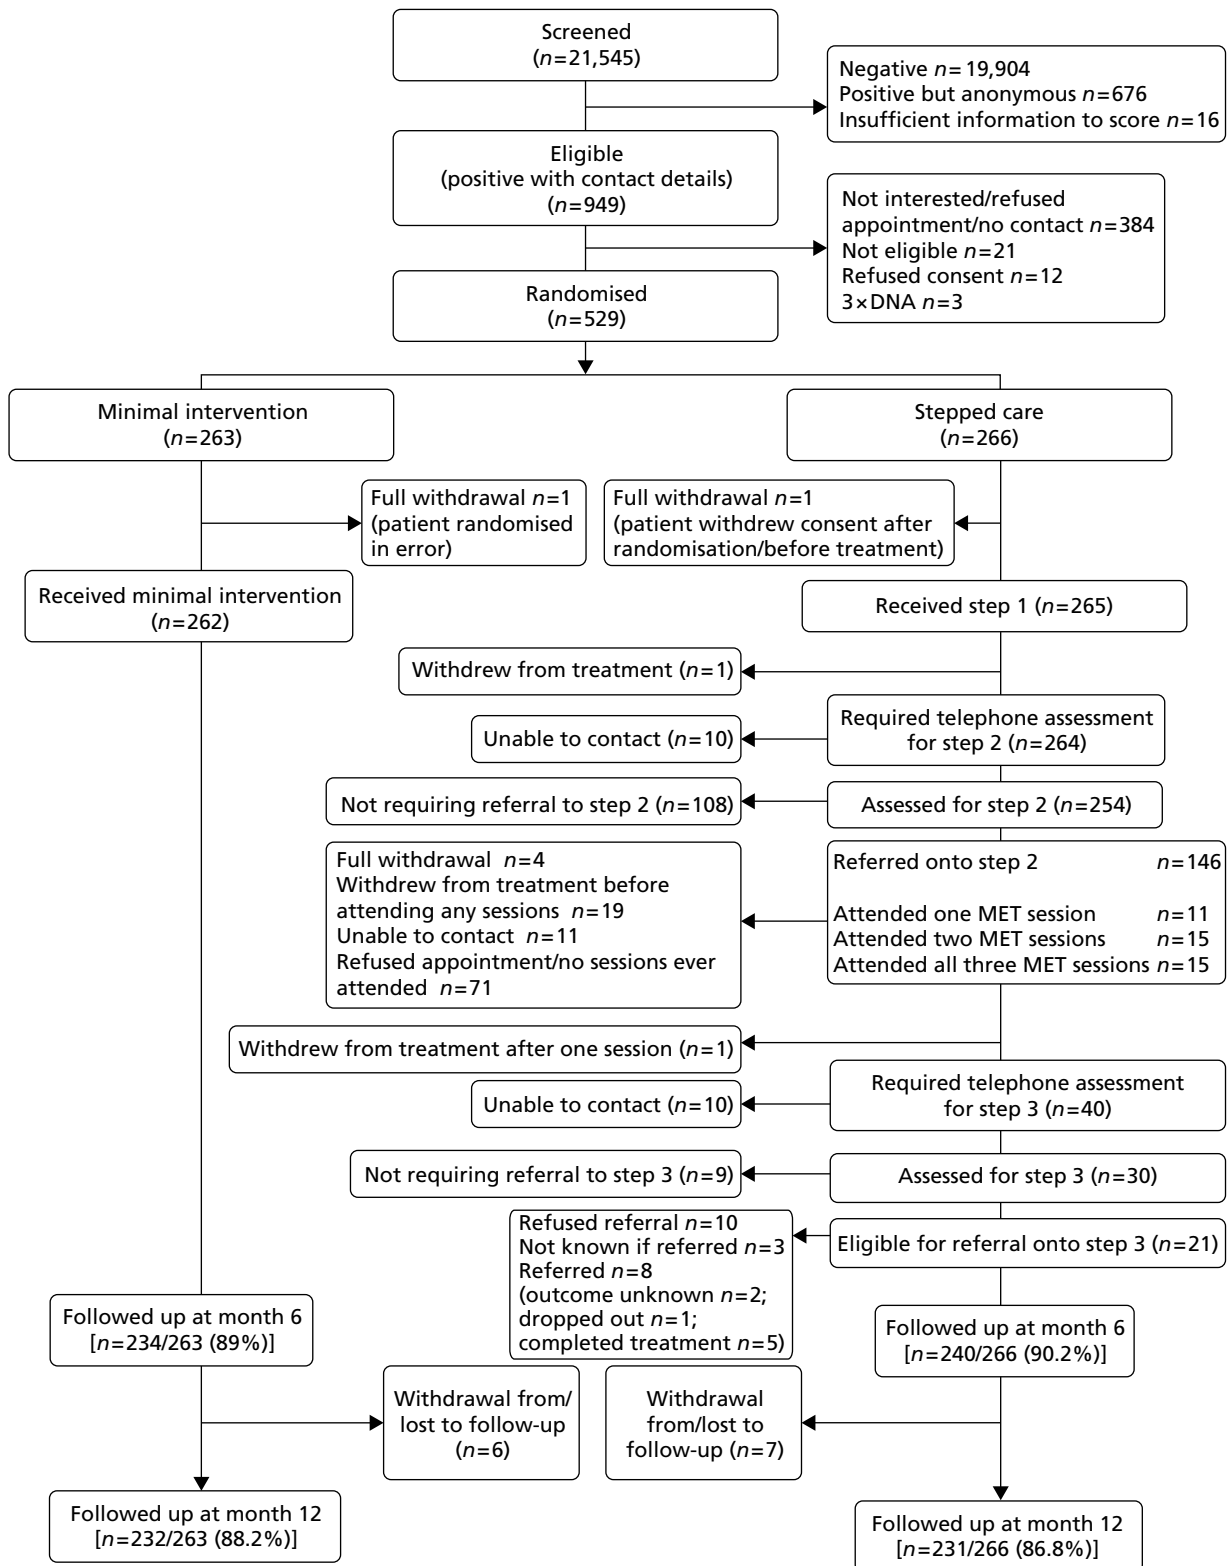 Screened
(n=21,545)
Negative n=19,904
Positive but anonymous n=676
Insufficient information to score n=16
Eligible
(positive with contact details)
(n=949)
Not interested/refused
appointment/no contact n=384
Not eligible n=21
Refused consent n=12
3×DNA n=3
Randomised
(n=529)
Minimal intervention
(n=263)
Stepped care
(n=266)
Full withdrawal n=1
(patient randomised
in error)
Full withdrawal n=1
(patient withdrew consent after
randomisation/before treatment)
Received minimal intervention
(n=262)
Received step 1 (n=265)
Withdrew from treatment (n=1)
Required telephone assessment
for step 2 (n=264)
Unable to contact (n=10)
Assessed for step 2 (n=254)
Not requiring referral to step 2 (n=108)
Referred onto step 2 n=146
Attended one MET session n=11
Attended two MET sessions n=15
Attended all three MET sessions n=15
Full withdrawal n=4
Withdrew from treatment before
attending any sessions n=19
Unable to contact n=11
Refused appointment/no sessions ever
attended n=71
Withdrew from treatment after one session (n=1)
Required telephone assessment
for step 3 (n=40)
Unable to contact (n=10)
Assessed for step 3 (n=30)
Not requiring referral to step 3 (n=9)
Eligible for referral onto step 3 (n=21)
Refused referral n=10
Not known if referred n=3
Referred n=8
(outcome unknown n=2;
dropped out n=1;
completed treatment n=5)
Followed up at month 6
[n=234/263 (89%)]
Followed up at month 6
[n=240/266 (90.2%)]
Withdrawal from/
lost to follow-up
(n=6)
Withdrawal
from/lost to
follow-up (n=7)
Followed up at month 12
[n=232/263 (88.2%)]
Followed up at month 12
[n=231/266 (86.8%)]